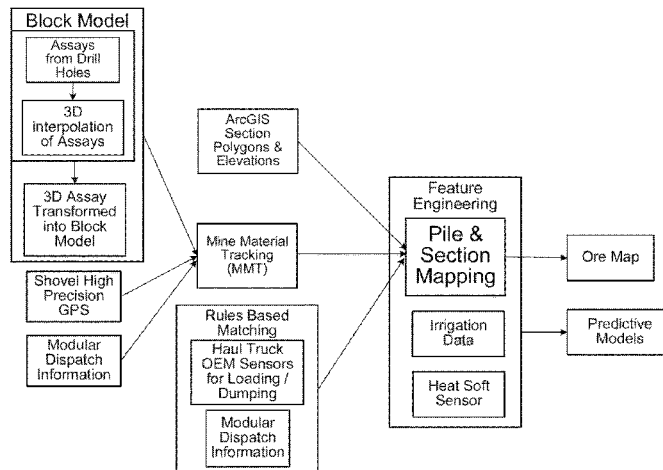 Block Model
Assays
from Drill
Holes
3D
interpolation
of Assays
3D Assay
Transformed
into Block
Model
Shovel High
Precision
GPS
Modular
Dispatch
Information
ArcGIS
Section
Polygons &
Elevations
Mine Material
Tracking
(MMT)
Rules Based
Matching
Haul Truck
OEM Sensors
for Loading /
Dumping
Modular
Dispatch
Information
Feature
Engineering
Pile &
Section
Mapping
Irrigation
Data
Heat Soft
Sensor
Ore Map
Predictive
Models